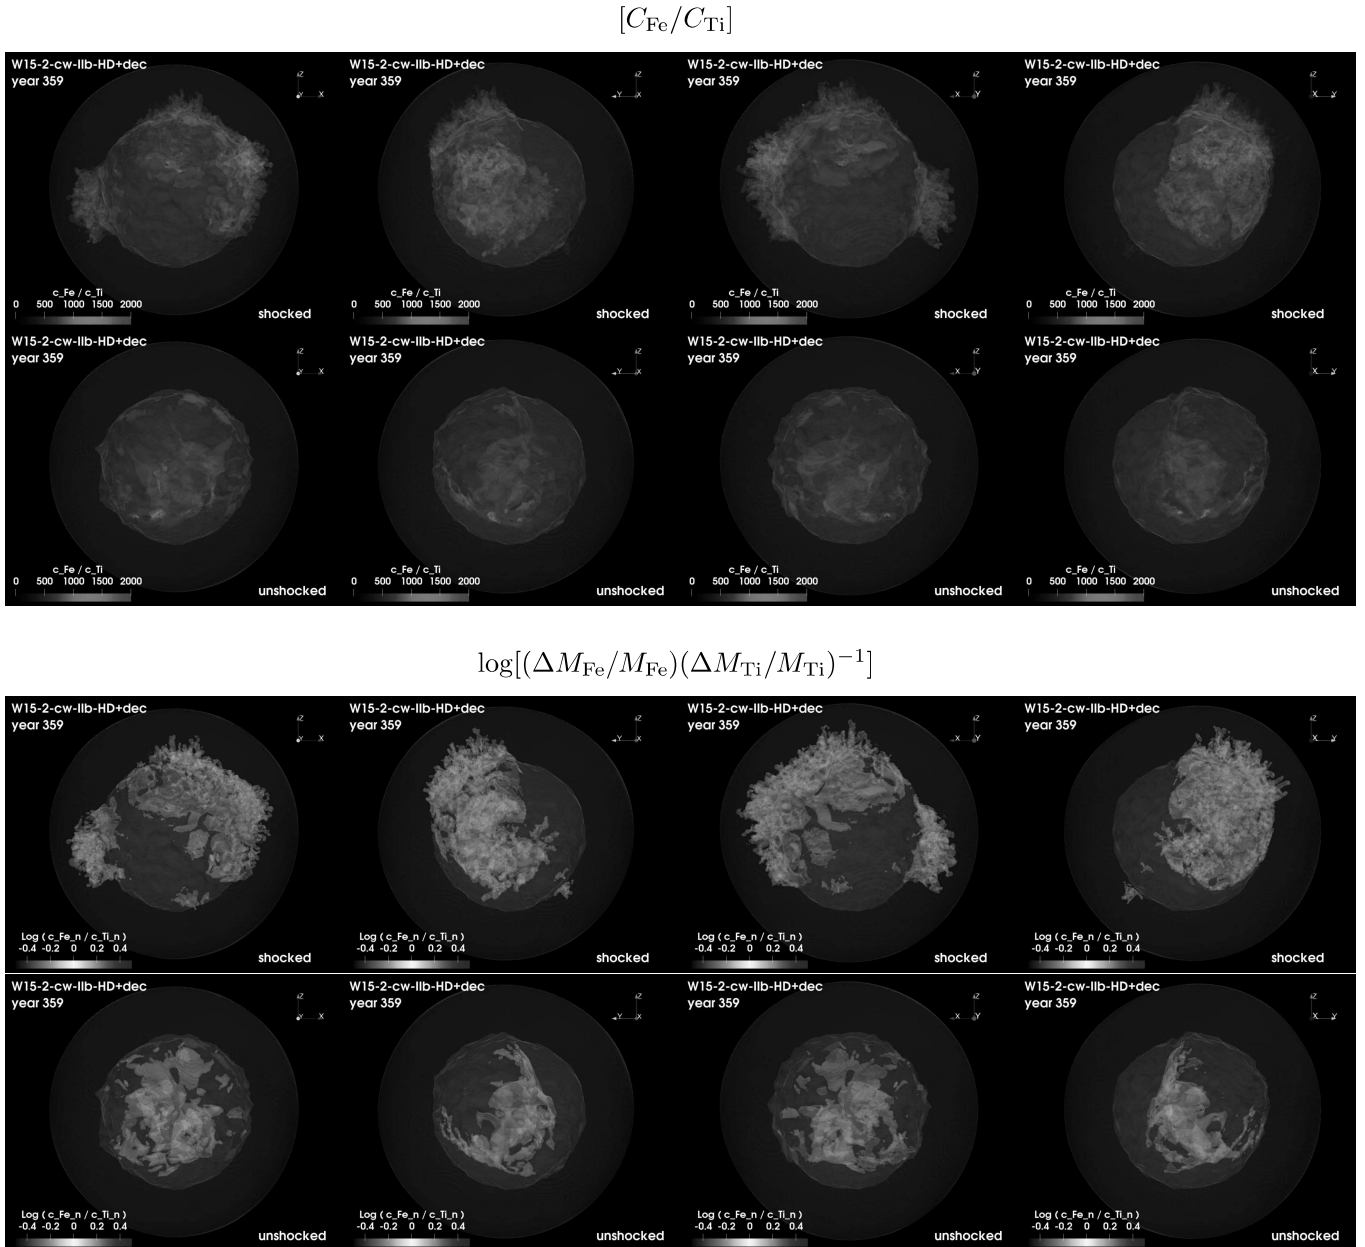 [C_Fe/C_Ti]
W15-2-cw-IIb-HD+dec W15-2-cw-IIb-HD+dec W15-2-cw-IIb-HD+dec W15-2-cw-IIb-HD+dec
year 359 year 359 year 359 year 359
Z Z Z Z
Y X Y X X Y X Y
c_Fe / c_Ti c_Fe / c_Ti c_Fe / c_Ti c_Fe / c_Ti
0 500 1000 1500 2000 0 500 1000 1500 2000 0 500 1000 1500 2000 0 500 1000 1500 2000
shocked shocked shocked shocked
W15-2-cw-IIb-HD+dec W15-2-cw-IIb-HD+dec W15-2-cw-IIb-HD+dec W15-2-cw-IIb-HD+dec
year 359 year 359 year 359 year 359
Z Z Z Z
Y X Y X X Y X Y
c_Fe / c_Ti c_Fe / c_Ti c_Fe / c_Ti c_Fe / c_Ti
0 500 1000 1500 2000 0 500 1000 1500 2000 0 500 1000 1500 2000 0 500 1000 1500 2000
unshocked unshocked unshocked unshocked
log[(ΔM_Fe/M_Fe)(ΔM_Ti/M_Ti)⁻¹]
W15-2-cw-IIb-HD+dec W15-2-cw-IIb-HD+dec W15-2-cw-IIb-HD+dec W15-2-cw-IIb-HD+dec
year 359 year 359 year 359 year 359
Z Z Z Z
Y X Y X X Y X Y
Log ( c_Fe_n / c_Ti_n ) Log ( c_Fe_n / c_Ti_n ) Log ( c_Fe_n / c_Ti_n ) Log ( c_Fe_n / c_Ti_n )
-0.4 -0.2 0 0.2 0.4 -0.4 -0.2 0 0.2 0.4 -0.4 -0.2 0 0.2 0.4 -0.4 -0.2 0 0.2 0.4
shocked shocked shocked shocked
W15-2-cw-IIb-HD+dec W15-2-cw-IIb-HD+dec W15-2-cw-IIb-HD+dec W15-2-cw-IIb-HD+dec
year 359 year 359 year 359 year 359
Z Z Z Z
Y X Y X X Y X Y
Log ( c_Fe_n / c_Ti_n ) Log ( c_Fe_n / c_Ti_n ) Log ( c_Fe_n / c_Ti_n ) Log ( c_Fe_n / c_Ti_n )
-0.4 -0.2 0 0.2 0.4 -0.4 -0.2 0 0.2 0.4 -0.4 -0.2 0 0.2 0.4 -0.4 -0.2 0 0.2 0.4
unshocked unshocked unshocked unshocked